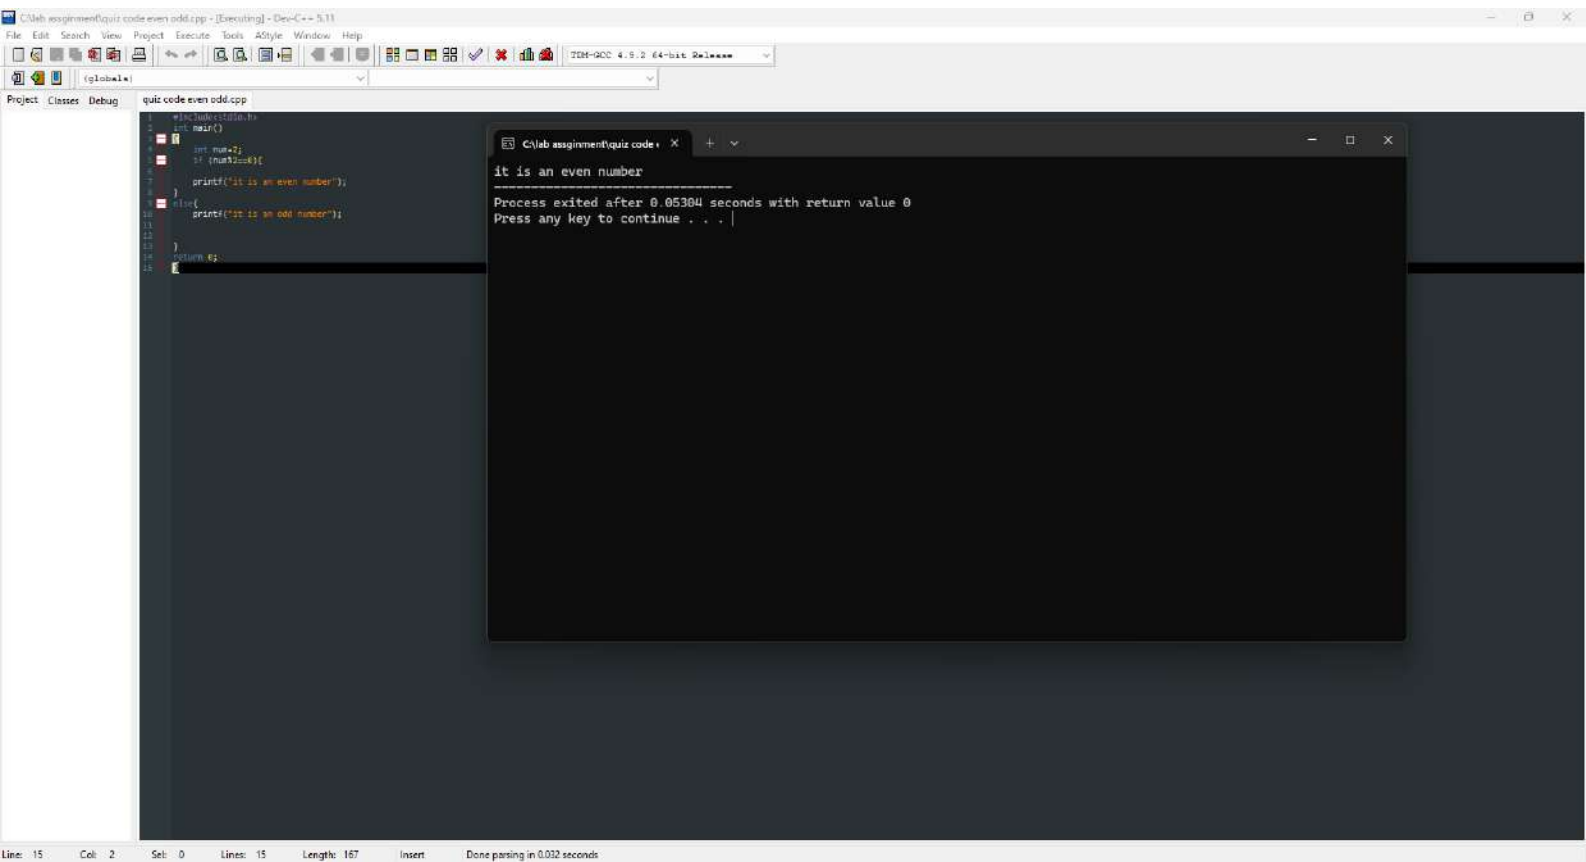 C:\lab assginment\quiz code even odd.cpp - [Executing] - Dev-C++ 5.11
File Edit Search View Project Execute Tools AStyle Window Help
TDM-GCC 4.9.2 64-bit Release
(globals)
Project Classes Debug
quiz code even odd.cpp
1 #include<stdio.h>
2 int main()
3 {
4 int num=2;
5 if (num%2==0){
6
7 printf("it is an even number");
8 }
9 else{
10 printf("it is an odd number");
11
12
13 }
14 return 0;
15 }
C:\lab assginment\quiz code e
it is an even number
--------------------------------
Process exited after 0.05304 seconds with return value 0
Press any key to continue . . .
Line: 15 Col: 2 Sel: 0 Lines: 15 Length: 167 Insert Done parsing in 0.032 seconds